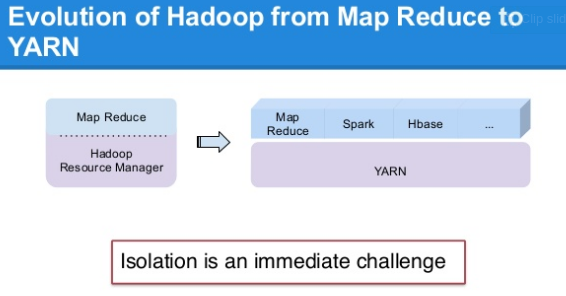 Evolution of Hadoop from Map Reduce to
YARN
Clip slid
Map Reduce
Hadoop
Resource Manager
Map
Reduce
Spark
Hbase
...
YARN
Isolation is an immediate challenge